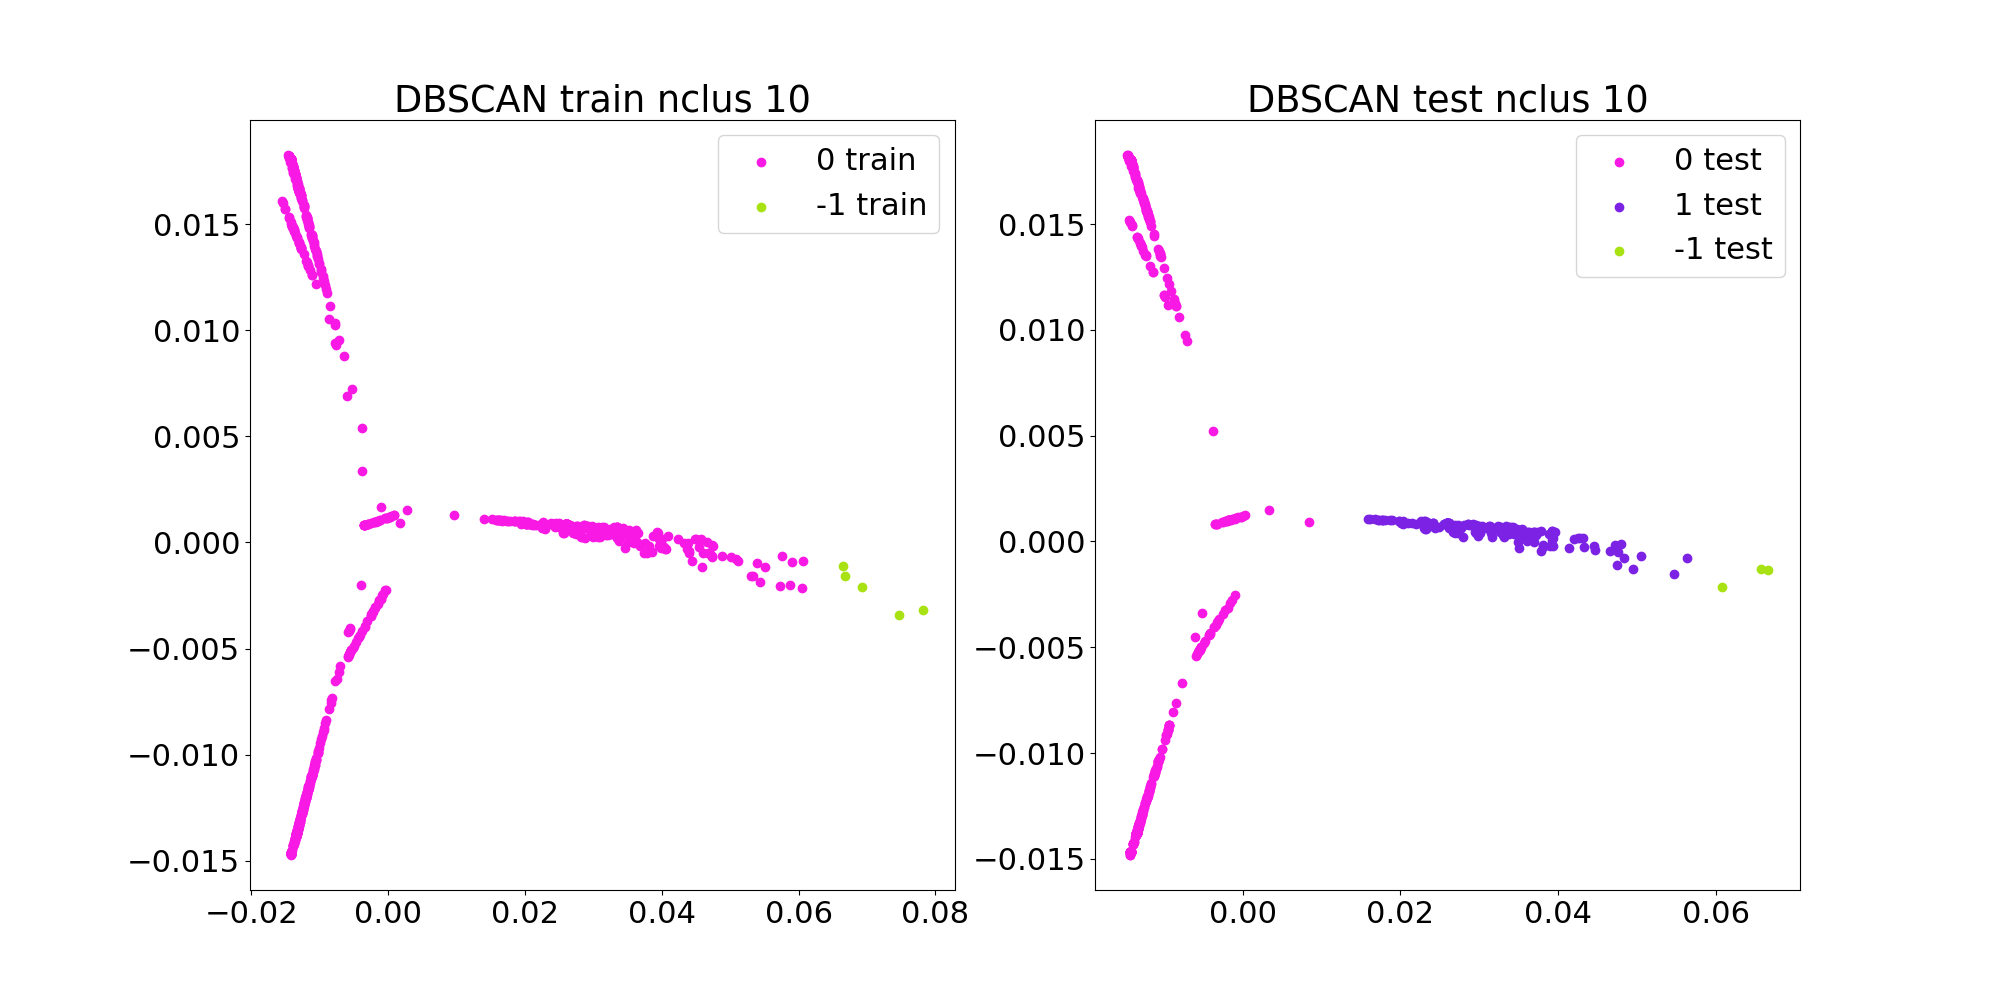 DBSCAN train nclus 10
0 train
-1 train
0.015
0.010
0.005
0.000
−0.005
−0.010
−0.015
−0.02 0.00 0.02 0.04 0.06 0.08
DBSCAN test nclus 10
0 test
1 test
-1 test
0.015
0.010
0.005
0.000
−0.005
−0.010
−0.015
0.00 0.02 0.04 0.06